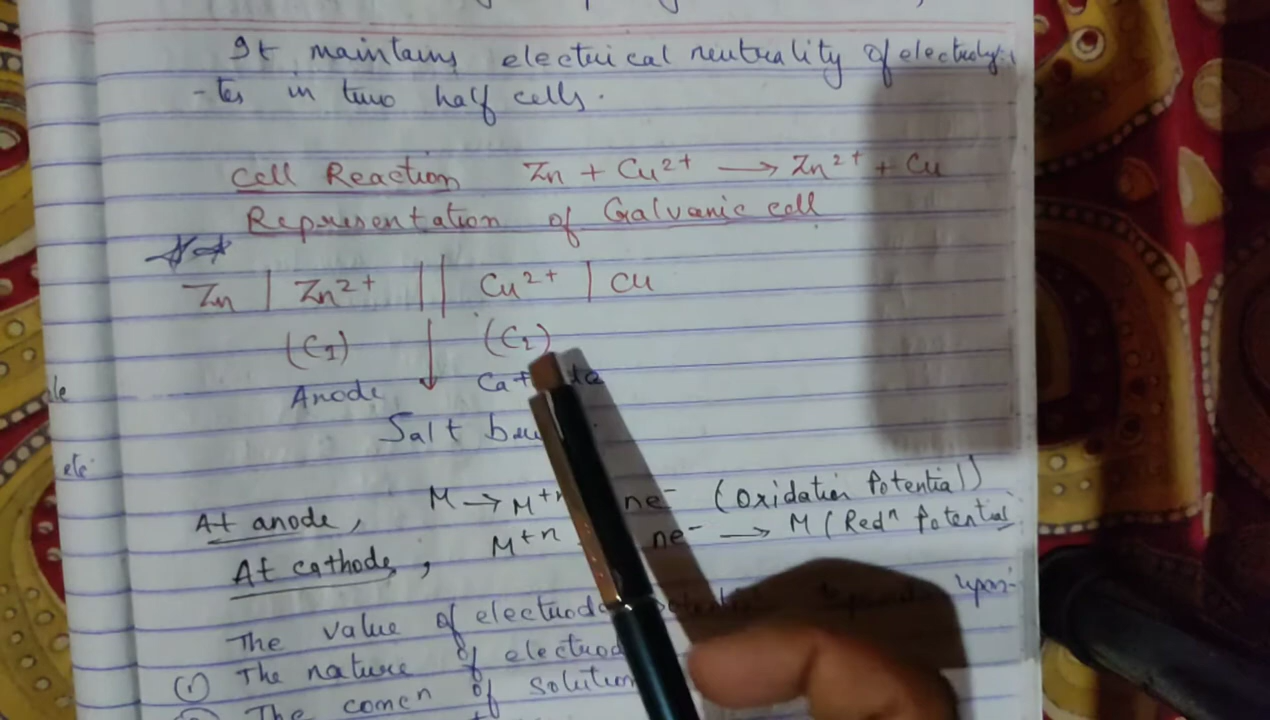 It maintains electrical neutrality of electroly
-tes in two half cells.
Cell Reaction Zn + Cu²⁺ → Zn²⁺ + Cu
Representation of Galvanic cell
Zn | Zn²⁺ || Cu²⁺ | Cu
(C₁) (C₂)
Anode
Salt
At anode, M → M⁺ⁿ ne⁻ (Oxidation Potential)
At cathode, M⁺ⁿ ne⁻ → M (Redⁿ Potential
The value of electrode upon
(1) The nature of electrod
The concn of solution